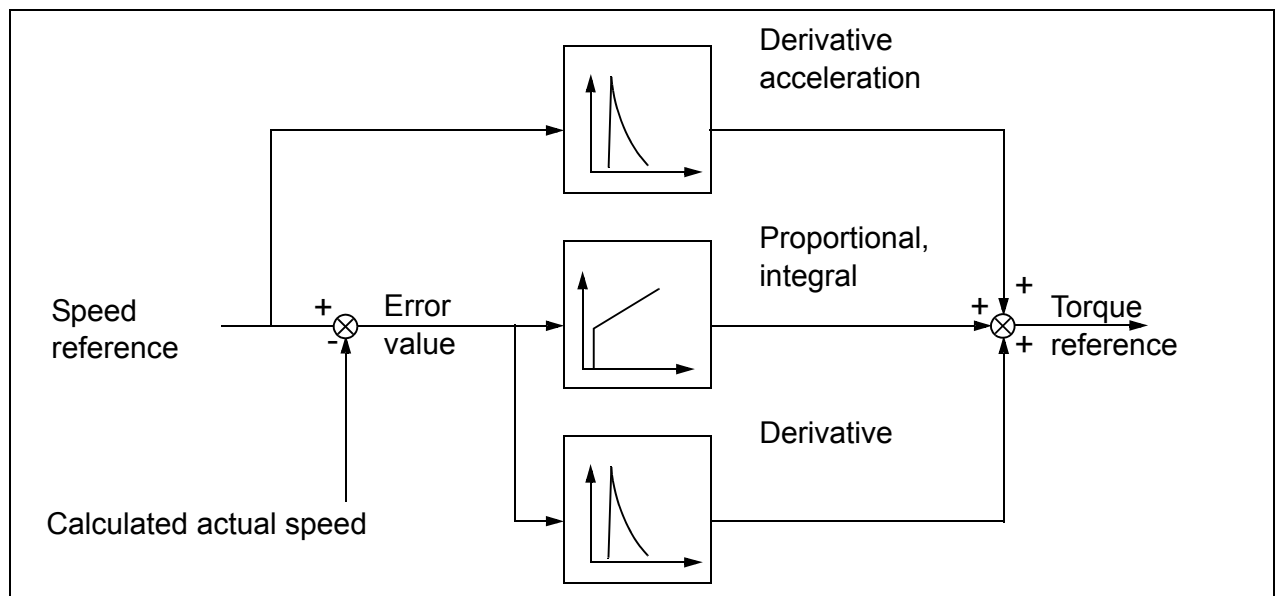 Derivative
acceleration
Proportional,
integral
Speed
reference
+
-
Error
value
+
+
+
Torque
reference
Derivative
Calculated actual speed